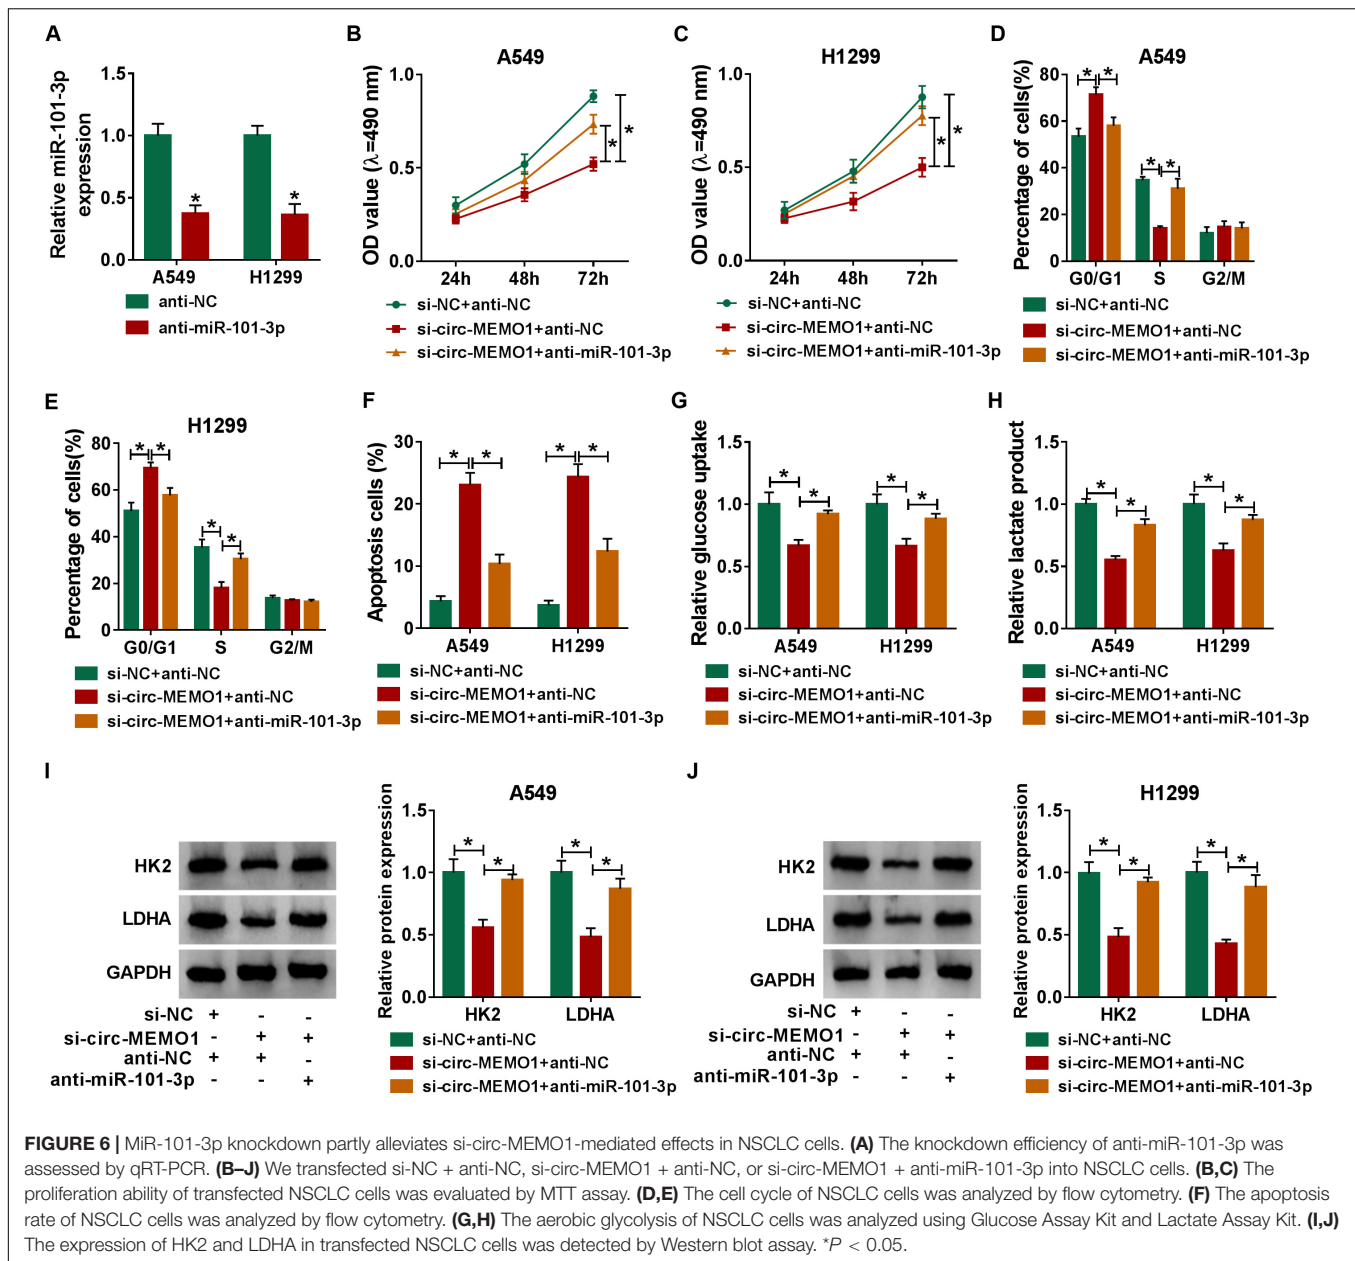 A
Relative miR-101-3p
expression
1.5
1.0
0.5
0.0
*
*
A549
H1299
anti-NC
anti-miR-101-3p
B
A549
OD value (λ=490 nm)
1.0
0.5
0.0
*
*
24h
48h
72h
si-NC+anti-NC
si-circ-MEMO1+anti-NC
si-circ-MEMO1+anti-miR-101-3p
C
H1299
OD value (λ=490 nm)
1.0
0.5
0.0
*
*
24h
48h
72h
si-NC+anti-NC
si-circ-MEMO1+anti-NC
si-circ-MEMO1+anti-miR-101-3p
D
A549
Percentage of cells(%)
80
60
40
20
0
* *
* *
G0/G1
S
G2/M
si-NC+anti-NC
si-circ-MEMO1+anti-NC
si-circ-MEMO1+anti-miR-101-3p
E
H1299
Percentage of cells(%)
80
60
40
20
0
* *
* *
G0/G1
S
G2/M
si-NC+anti-NC
si-circ-MEMO1+anti-NC
si-circ-MEMO1+anti-miR-101-3p
F
Apoptosis cells (%)
30
20
10
0
* *
* *
A549
H1299
si-NC+anti-NC
si-circ-MEMO1+anti-NC
si-circ-MEMO1+anti-miR-101-3p
G
Relative glucose uptake
1.5
1.0
0.5
0.0
* *
* *
A549
H1299
si-NC+anti-NC
si-circ-MEMO1+anti-NC
si-circ-MEMO1+anti-miR-101-3p
H
Relative lactate product
1.5
1.0
0.5
0.0
* *
* *
A549
H1299
si-NC+anti-NC
si-circ-MEMO1+anti-NC
si-circ-MEMO1+anti-miR-101-3p
I
HK2
LDHA
GAPDH
si-NC + - -
si-circ-MEMO1 - + +
anti-NC + + -
anti-miR-101-3p - - +
A549
Relative protein expression
1.5
1.0
0.5
0.0
* *
* *
HK2
LDHA
si-NC+anti-NC
si-circ-MEMO1+anti-NC
si-circ-MEMO1+anti-miR-101-3p
J
HK2
LDHA
GAPDH
si-NC + - -
si-circ-MEMO1 - + +
anti-NC + + -
anti-miR-101-3p - - +
H1299
Relative protein expression
1.5
1.0
0.5
0.0
* *
* *
HK2
LDHA
si-NC+anti-NC
si-circ-MEMO1+anti-NC
si-circ-MEMO1+anti-miR-101-3p
FIGURE 6 | MiR-101-3p knockdown partly alleviates si-circ-MEMO1-mediated effects in NSCLC cells. (A) The knockdown efficiency of anti-miR-101-3p was
assessed by qRT-PCR. (B–J) We transfected si-NC + anti-NC, si-circ-MEMO1 + anti-NC, or si-circ-MEMO1 + anti-miR-101-3p into NSCLC cells. (B,C) The
proliferation ability of transfected NSCLC cells was evaluated by MTT assay. (D,E) The cell cycle of NSCLC cells was analyzed by flow cytometry. (F) The apoptosis
rate of NSCLC cells was analyzed by flow cytometry. (G,H) The aerobic glycolysis of NSCLC cells was analyzed using Glucose Assay Kit and Lactate Assay Kit. (I,J)
The expression of HK2 and LDHA in transfected NSCLC cells was detected by Western blot assay. *P < 0.05.